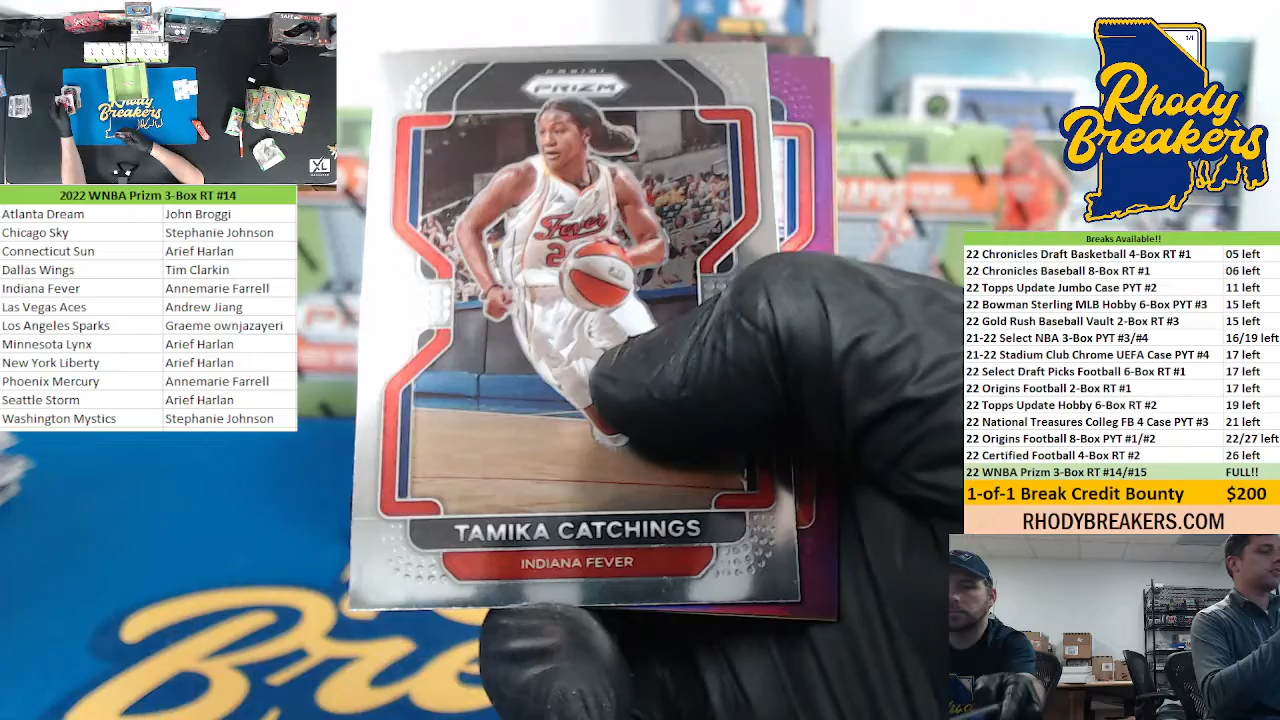 Rhody
Breakers
XL
2022 WNBA Prizm 3-Box RT #14
Atlanta Dream John Broggi
Chicago Sky Stephanie Johnson
Connecticut Sun Arief Harlan
Dallas Wings Tim Clarkin
Indiana Fever Annemarie Farrell
Las Vegas Aces Andrew Jiang
Los Angeles Sparks Graeme ownjazayeri
Minnesota Lynx Arief Harlan
New York Liberty Arief Harlan
Phoenix Mercury Annemarie Farrell
Seattle Storm Arief Harlan
Washington Mystics Stephanie Johnson
PANINI
PRIZM
Fever
TAMIKA CATCHINGS
INDIANA FEVER
1/1
Rhody
Breakers
Breaks Available!!
22 Chronicles Draft Basketball 4-Box RT #1 05 left
22 Chronicles Baseball 8-Box RT #1 06 left
22 Topps Update Jumbo Case PYT #2 11 left
22 Bowman Sterling MLB Hobby 6-Box PYT #3 15 left
22 Gold Rush Baseball Vault 2-Box RT #3 15 left
21-22 Select NBA 3-Box PYT #3/#4 16/19 left
21-22 Stadium Club Chrome UEFA Case PYT #4 17 left
22 Select Draft Picks Football 6-Box RT #1 17 left
22 Origins Football 2-Box RT #1 17 left
22 Topps Update Hobby 6-Box RT #2 19 left
22 National Treasures Colleg FB 4 Case PYT #3 21 left
22 Origins Football 8-Box PYT #1/#2 22/27 left
22 Certified Football 4-Box RT #2 26 left
22 WNBA Prizm 3-Box RT #14/#15 FULL!!
1-of-1 Break Credit Bounty $200
RHODYBREAKERS.COM